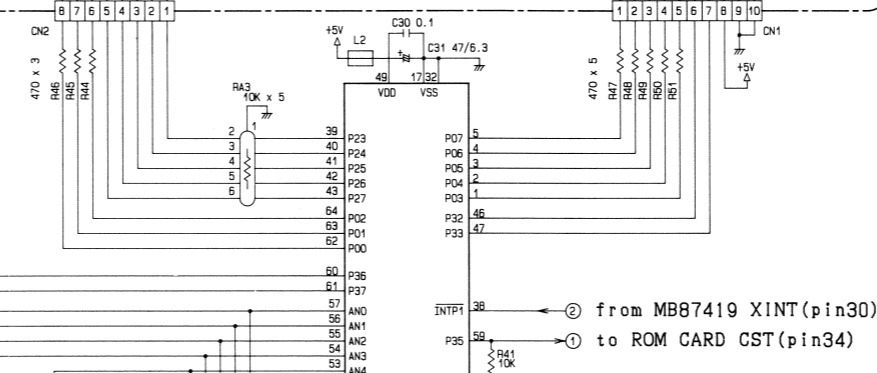 8 7 6 5 4 3 2 1
1 2 3 4 5 6 7 8 9 10
CN2
CN1
C30 0.1
+5V
L2
+
C31 47/6.3
470 x 3
R46
R45
R44
470 x 5
R47
R48
R49
R50
R51
+5V
49
17
32
VDD
VSS
RA3
10K x 5
1
2
39 P23
3
40 P24
4
41 P25
5
42 P26
6
43 P27
64 P02
63 P01
62 P00
60 P36
61 P37
57 AN0
56 AN1
55 AN2
54 AN3
53 AN4
P07 5
P06 4
P05 3
P04 2
P03 1
P32 46
P33 47
INTP1 38
2 from MB87419 XINT(pin30)
P35 59
1 to ROM CARD CST(pin34)
R41
10K